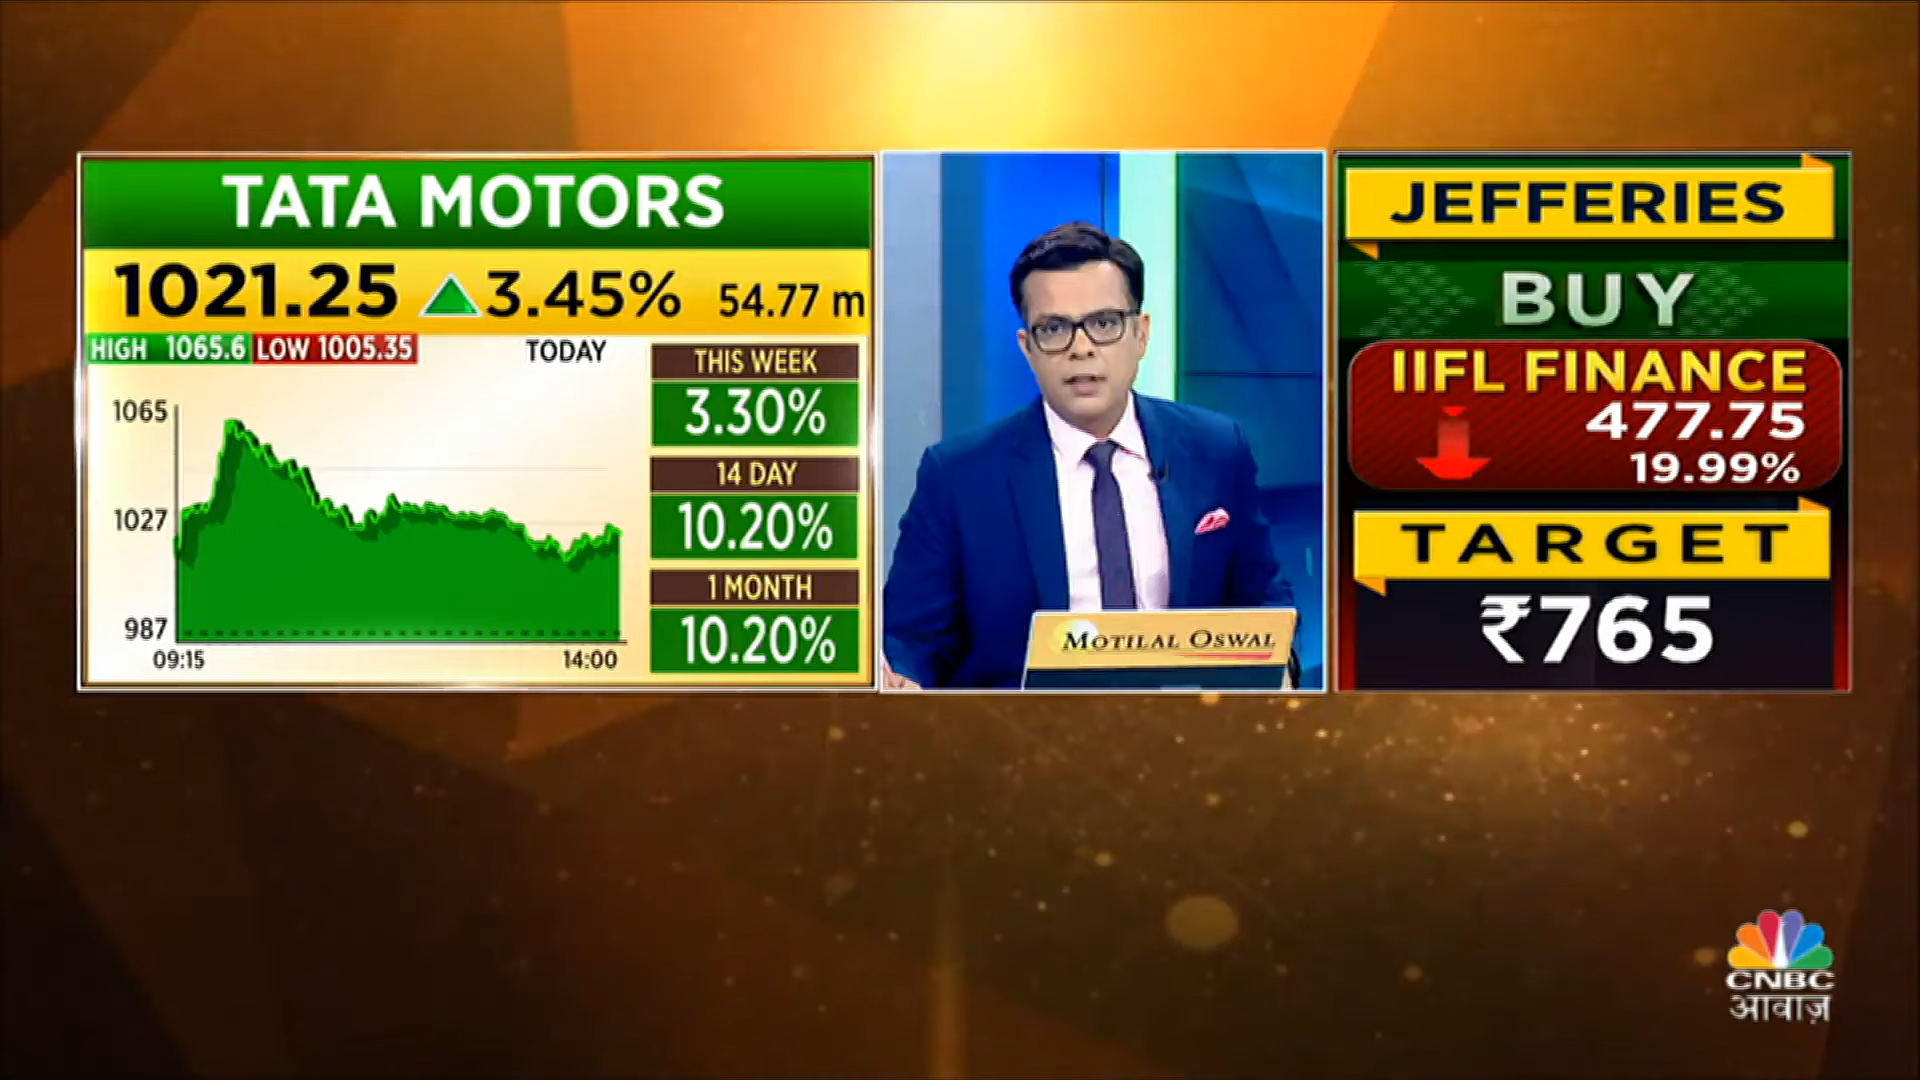 TATA MOTORS
1021.25 ▲ 3.45% 54.77 m
HIGH 1065.6 LOW 1005.35 TODAY
1065
1027
987
09:15 14:00
THIS WEEK
3.30%
14 DAY
10.20%
1 MONTH
10.20%
MOTILAL OSWAL
JEFFERIES
BUY
IIFL FINANCE
477.75
19.99%
TARGET
₹765
CNBC
आवाज़